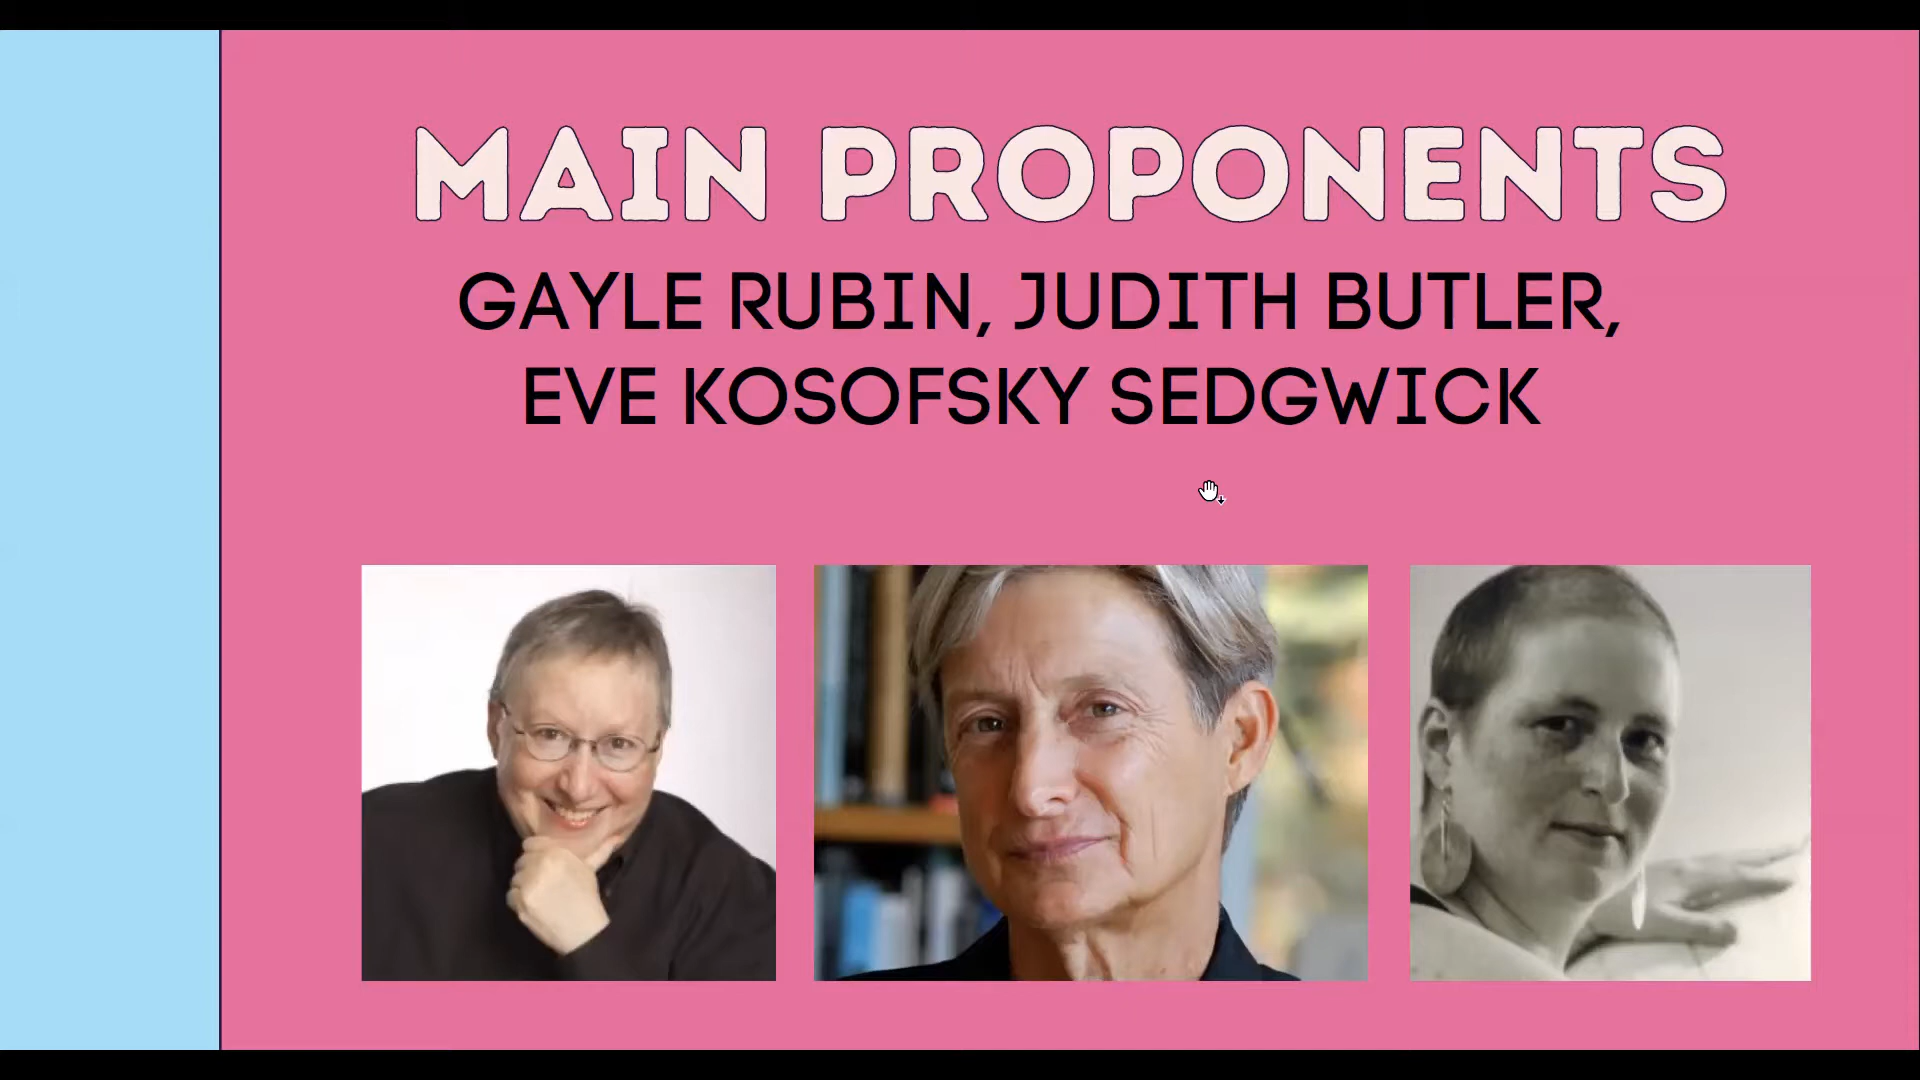 MAIN PROPONENTS
GAYLE RUBIN, JUDITH BUTLER,
EVE KOSOFSKY SEDGWICK